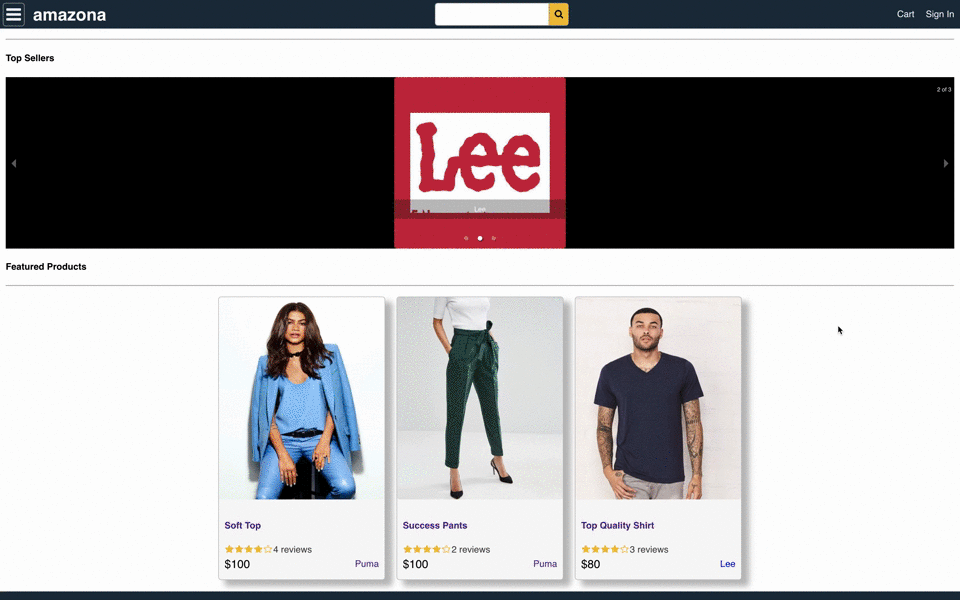 amazona
Cart Sign In
Top Sellers
2 of 3
Lee
Lee
Featured Products
Soft Top
4 reviews
$100 Puma
Success Pants
2 reviews
$100 Puma
Top Quality Shirt
3 reviews
$80 Lee